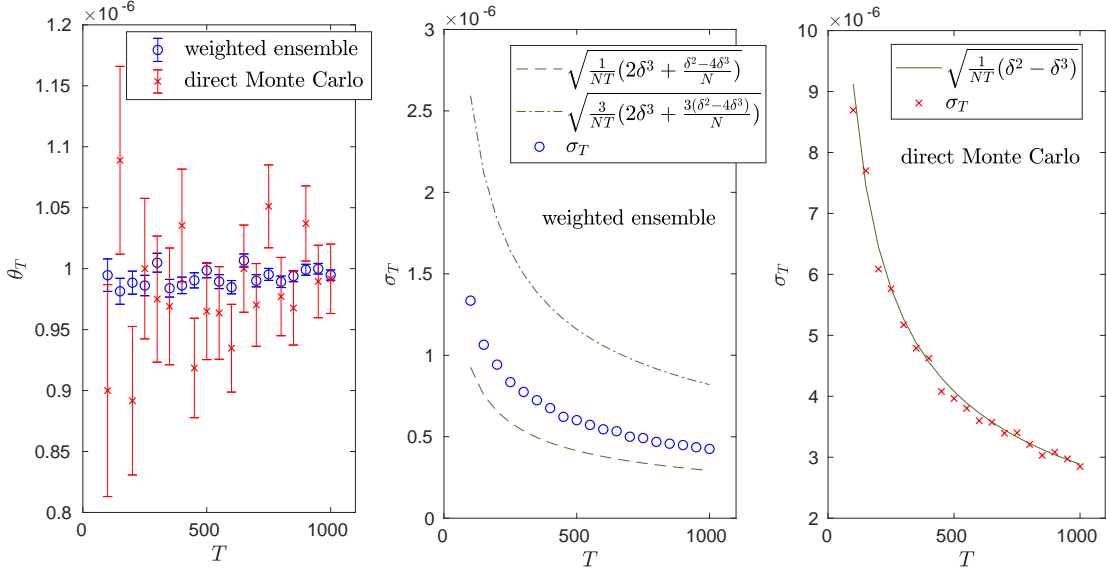 ×10⁻⁶
1.2
1.15
1.1
1.05
1
0.95
0.9
0.85
0.8
0
500
1000
θ_T
T
weighted ensemble
direct Monte Carlo
×10⁻⁶
3
2.5
2
1.5
1
0.5
0
0
500
1000
σ_T
T
√(1/(NT) (2δ³ + (δ²−4δ³)/N))
√(3/(NT) (2δ³ + 3(δ²−4δ³)/N))
σ_T
weighted ensemble
×10⁻⁶
10
9
8
7
6
5
4
3
2
0
500
1000
σ_T
T
√(1/(NT) (δ² − δ³))
σ_T
direct Monte Carlo